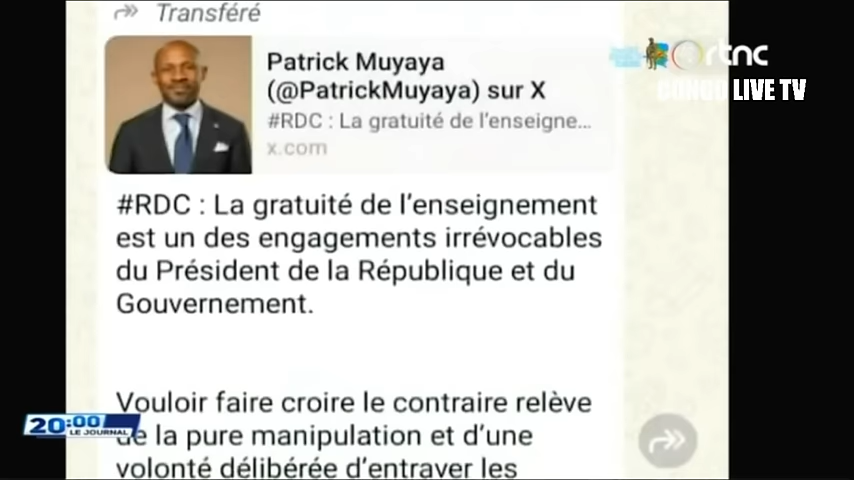 Transféré
Patrick Muyaya
(@PatrickMuyaya) sur X
#RDC : La gratuité de l'enseigne...
x.com
rtnc
LIVE TV
#RDC : La gratuité de l'enseignement
est un des engagements irrévocables
du Président de la République et du
Gouvernement.
Vouloir faire croire le contraire relève
de la pure manipulation et d'une
volonté délibérée d'entraver les
20:00
LE JOURNAL